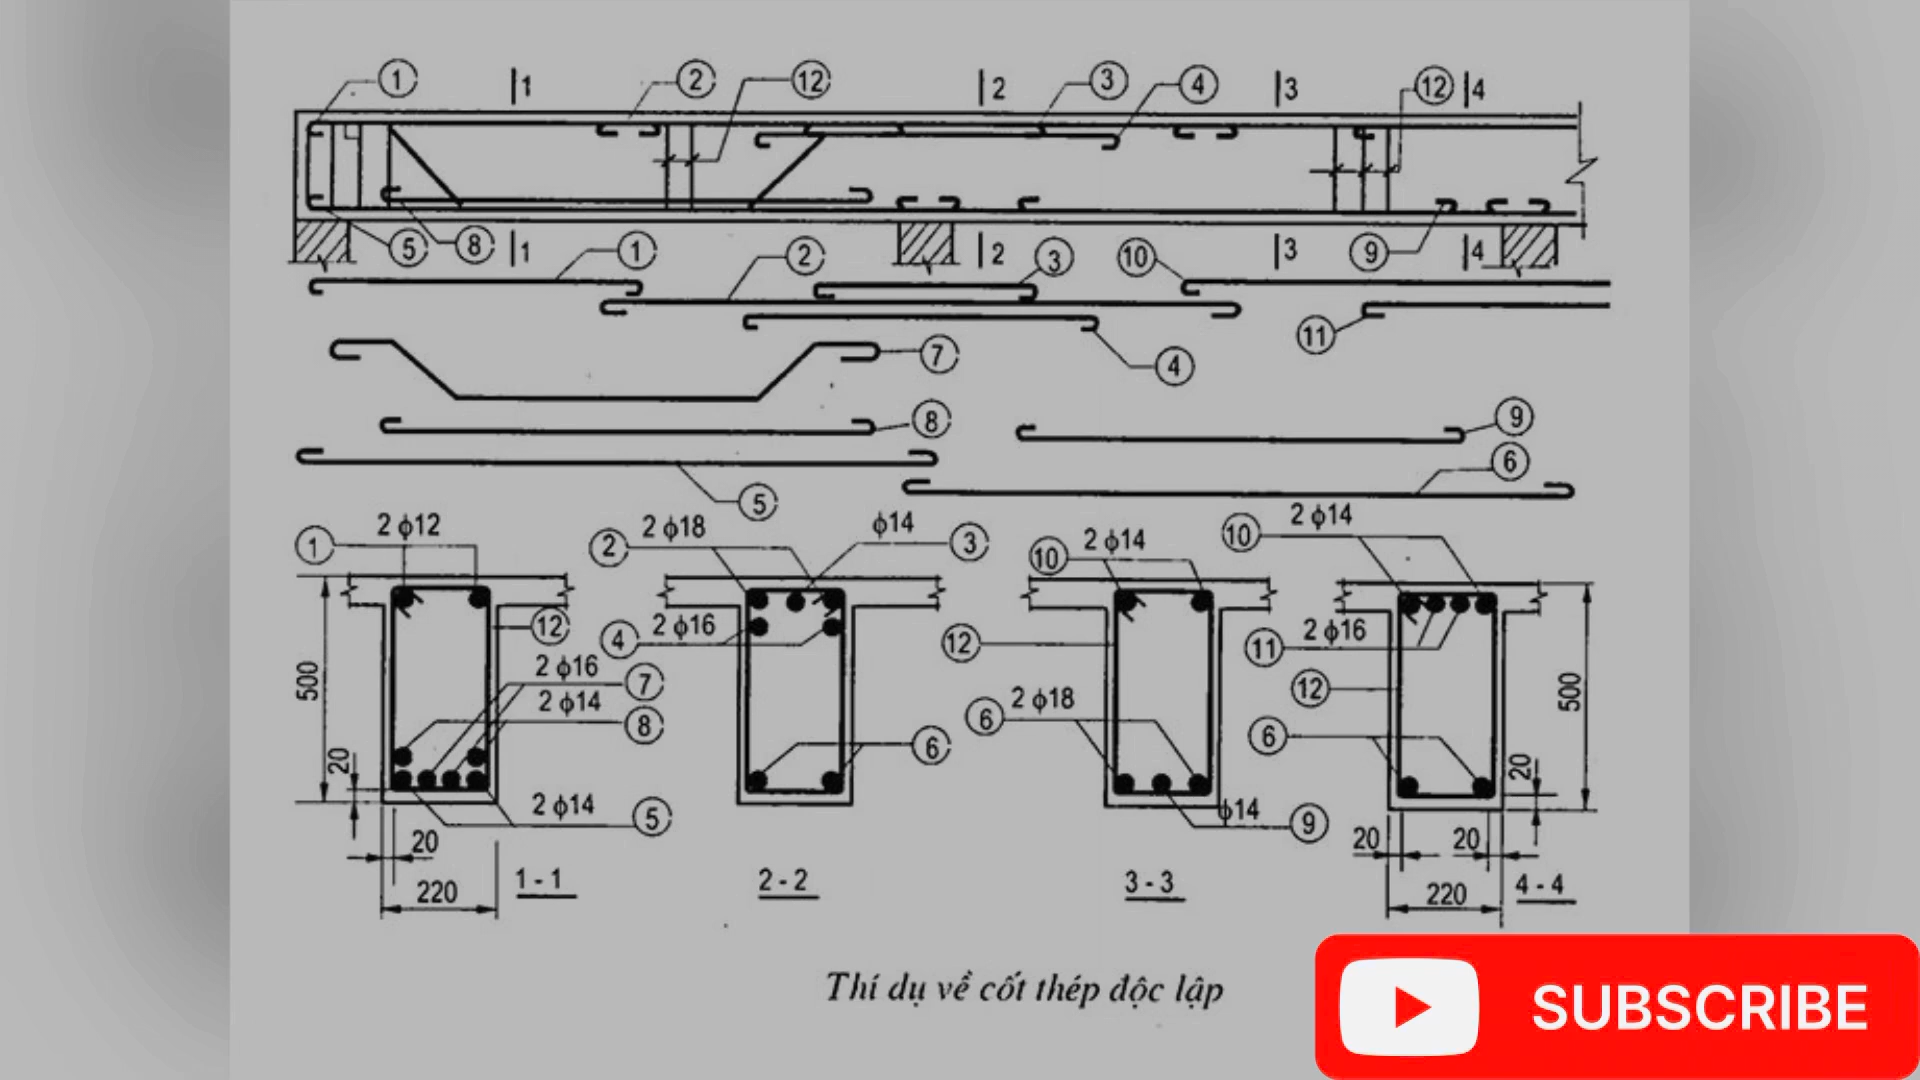 1 1 2 12 2 3 4 3 12 4
5 8 1 1 2 2 3 10 3 9 4
11
7 4
8 9
6
5
1 2 ϕ12 2 2 ϕ18 ϕ14 3 10 2 ϕ14 10 2 ϕ14
12 4 2 ϕ16 12 11 2 ϕ16
500 2 ϕ16 7 12 500
2 ϕ14 8 6 2 ϕ18 6 6
20 20
2 ϕ14 5 ϕ14 9
20 20 20
220 1 - 1 2 - 2 3 - 3 220 4 - 4
Thí dụ về cốt thép độc lập
SUBSCRIBE